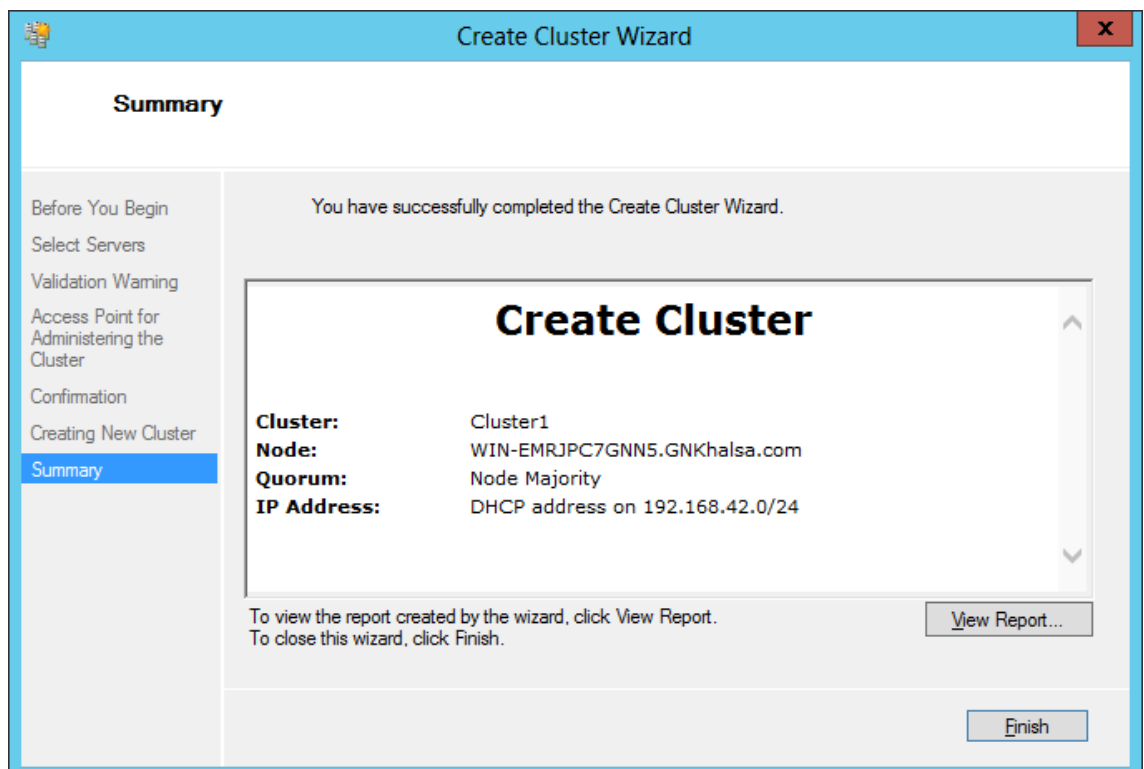 Create Cluster Wizard
x
Summary
Before You Begin
Select Servers
Validation Warning
Access Point for
Administering the
Cluster
Confirmation
Creating New Cluster
Summary
You have successfully completed the Create Cluster Wizard.
Create Cluster
Cluster: Cluster1
Node: WIN-EMRJPC7GNN5.GNKhalsa.com
Quorum: Node Majority
IP Address: DHCP address on 192.168.42.0/24
To view the report created by the wizard, click View Report.
To close this wizard, click Finish.
View Report...
Finish